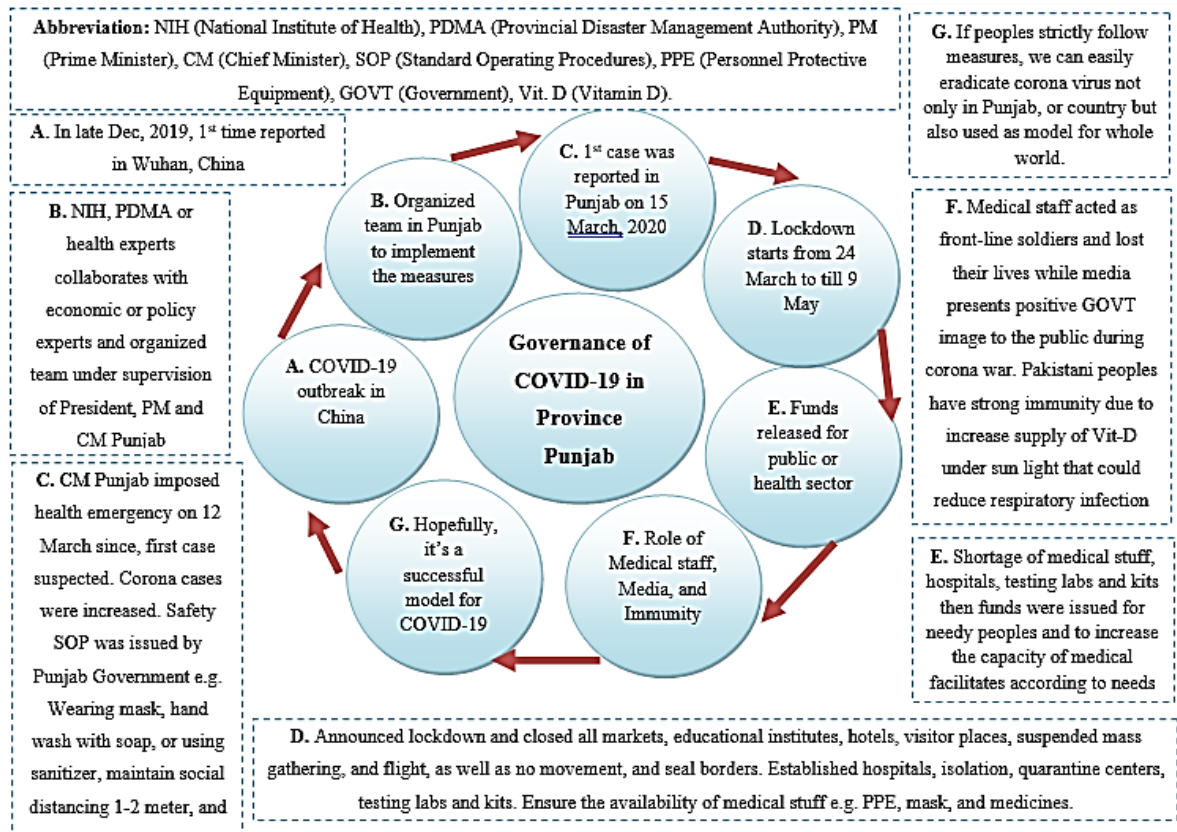 Abbreviation: NIH (National Institute of Health), PDMA (Provincial Disaster Management Authority), PM
(Prime Minister), CM (Chief Minister), SOP (Standard Operating Procedures), PPE (Personnel Protective
Equipment), GOVT (Government), Vit. D (Vitamin D).
A. In late Dec, 2019, 1st time reported
in Wuhan, China
B. NIH, PDMA or
health experts
collaborates with
economic or policy
experts and organized
team under supervision
of President, PM and
CM Punjab
C. CM Punjab imposed
health emergency on 12
March since, first case
suspected. Corona cases
were increased. Safety
SOP was issued by
Punjab Government e.g.
Wearing mask, hand
wash with soap, or using
sanitizer, maintain social
distancing 1-2 meter, and
A. COVID-19
outbreak in
China
B. Organized
team in Punjab
to implement
the measures
C. 1st case was
reported in
Punjab on 15
March, 2020
D. Lockdown
starts from 24
March to till 9
May
E. Funds
released for
public or
health sector
F. Role of
Medical staff,
Media, and
Immunity
G. Hopefully,
it's a
successful
model for
COVID-19
Governance of
COVID-19 in
Province
Punjab
G. If peoples strictly follow
measures, we can easily
eradicate corona virus not
only in Punjab, or country but
also used as model for whole
world.
F. Medical staff acted as
front-line soldiers and lost
their lives while media
presents positive GOVT
image to the public during
corona war. Pakistani peoples
have strong immunity due to
increase supply of Vit-D
under sun light that could
reduce respiratory infection
E. Shortage of medical stuff,
hospitals, testing labs and kits
then funds were issued for
needy peoples and to increase
the capacity of medical
facilitates according to needs
D. Announced lockdown and closed all markets, educational institutes, hotels, visitor places, suspended mass
gathering, and flight, as well as no movement, and seal borders. Established hospitals, isolation, quarantine centers,
testing labs and kits. Ensure the availability of medical stuff e.g. PPE, mask, and medicines.